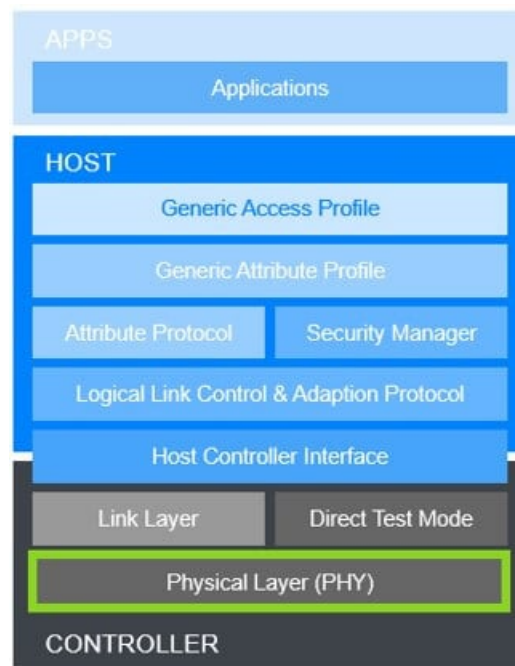 APPS
Applications
HOST
Generic Access Profile
Generic Attribute Profile
Attribute Protocol
Security Manager
Logical Link Control & Adaption Protocol
Host Controller Interface
Link Layer
Direct Test Mode
Physical Layer (PHY)
CONTROLLER